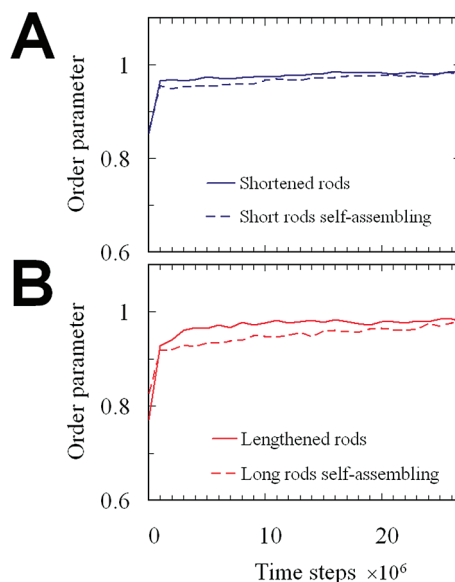 A
Order parameter
1
0.8
0.6
Shortened rods
Short rods self-assembling
B
Order parameter
1
0.8
0.6
Lengthened rods
Long rods self-assembling
0 10 20
Time steps ×10⁶